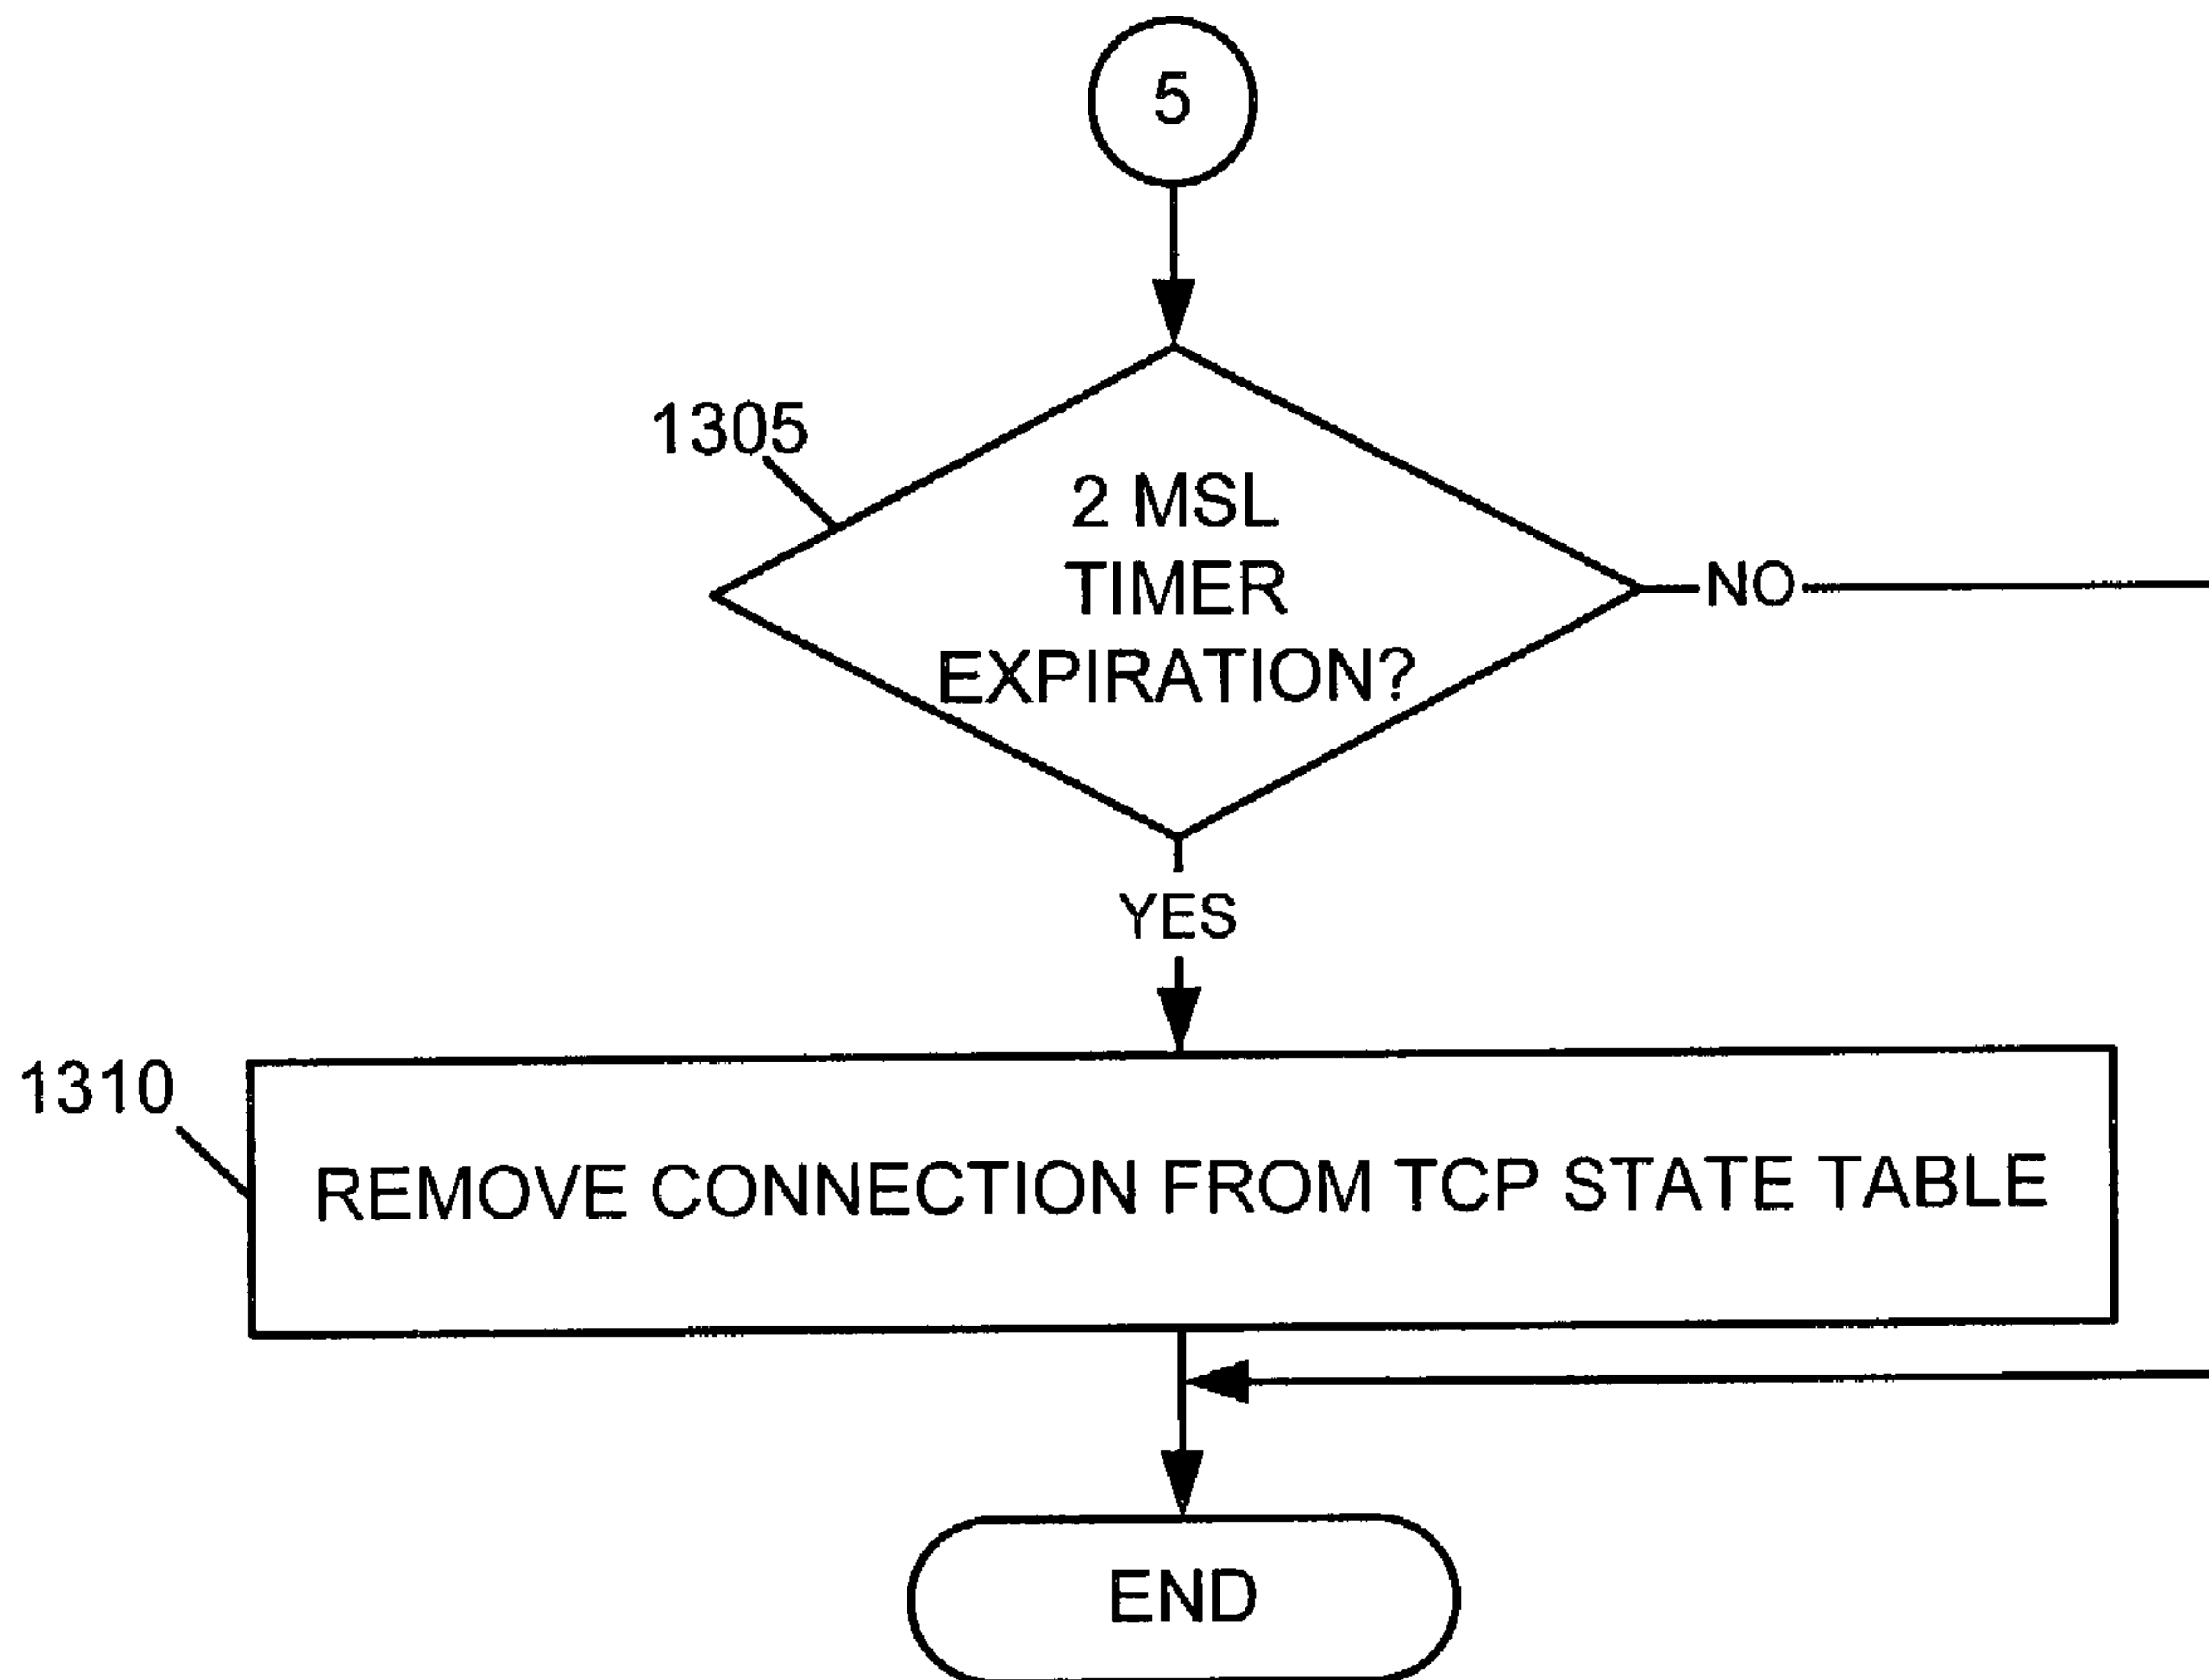 5
1305
2 MSL
TIMER
EXPIRATION?
NO
YES
1310
REMOVE CONNECTION FROM TCP STATE TABLE
END